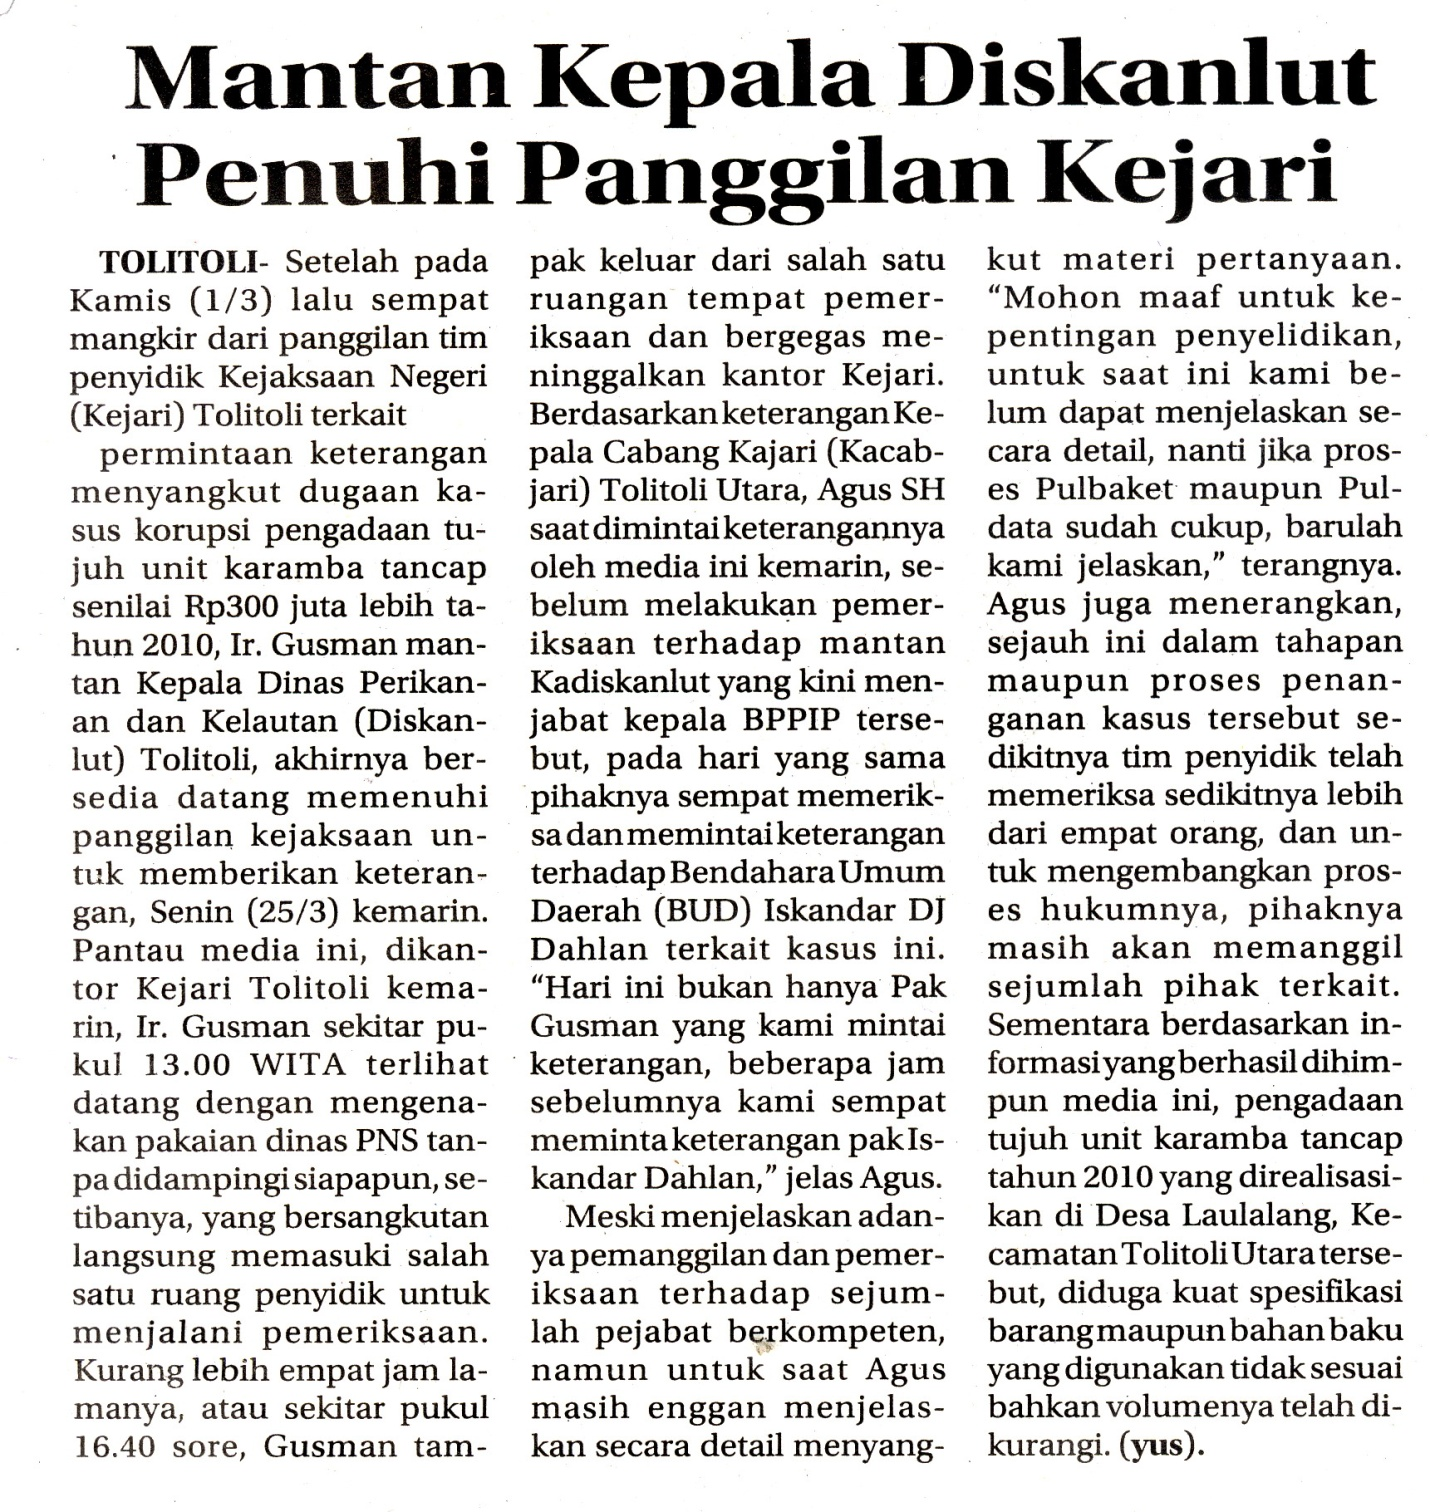 Mantan Kepala Diskanlut
Penuhi Panggilan Kejari
TOLITOLI- Setelah pada
Kamis (1/3) lalu sempat
mangkir dari panggilan tim
penyidik Kejaksaan Negeri
(Kejari) Tolitoli terkait
permintaan keterangan
menyangkut dugaan ka-
sus korupsi pengadaan tu-
juh unit karamba tancap
senilai Rp300 juta lebih ta-
hun 2010, Ir. Gusman man-
tan Kepala Dinas Perikan-
an dan Kelautan (Diskan-
lut) Tolitoli, akhirnya ber-
sedia datang memenuhi
panggilan kejaksaan un-
tuk memberikan keteran-
gan, Senin (25/3) kemarin.
Pantau media ini, dikan-
tor Kejari Tolitoli kema-
rin, Ir. Gusman sekitar pu-
kul 13.00 WITA terlihat
datang dengan mengena-
kan pakaian dinas PNS tan-
pa didampingi siapapun, se-
tibanya, yang bersangkutan
langsung memasuki salah
satu ruang penyidik untuk
menjalani pemeriksaan.
Kurang lebih empat jam la-
manya, atau sekitar pukul
16.40 sore, Gusman tam-
pak keluar dari salah satu
ruangan tempat pemer-
iksaan dan bergegas me-
ninggalkan kantor Kejari.
Berdasarkan keterangan Ke-
pala Cabang Kajari (Kacab-
jari) Tolitoli Utara, Agus SH
saat dimintai keterangannya
oleh media ini kemarin, se-
belum melakukan pemer-
iksaan terhadap mantan
Kadiskanlut yang kini men-
jabat kepala BPPIP terse-
but, pada hari yang sama
pihaknya sempat memerik-
sa dan memintai keterangan
terhadap Bendahara Umum
Daerah (BUD) Iskandar DJ
Dahlan terkait kasus ini.
“Hari ini bukan hanya Pak
Gusman yang kami mintai
keterangan, beberapa jam
sebelumnya kami sempat
meminta keterangan pak Is-
kandar Dahlan,” jelas Agus.
Meski menjelaskan adan-
ya pemanggilan dan pemer-
iksaan terhadap sejum-
lah pejabat berkompeten,
namun untuk saat Agus
masih enggan menjelas-
kan secara detail menyang-
kut materi pertanyaan.
“Mohon maaf untuk ke-
pentingan penyelidikan,
untuk saat ini kami be-
lum dapat menjelaskan se-
cara detail, nanti jika pros-
es Pulbaket maupun Pul-
data sudah cukup, barulah
kami jelaskan,” terangnya.
Agus juga menerangkan,
sejauh ini dalam tahapan
maupun proses penan-
ganan kasus tersebut se-
dikitnya tim penyidik telah
memeriksa sedikitnya lebih
dari empat orang, dan un-
tuk mengembangkan pros-
es hukumnya, pihaknya
masih akan memanggil
sejumlah pihak terkait.
Sementara berdasarkan in-
formasi yang berhasil dihim-
pun media ini, pengadaan
tujuh unit karamba tancap
tahun 2010 yang direalisasi-
kan di Desa Laulalang, Ke-
camatan Tolitoli Utara terse-
but, diduga kuat spesifikasi
barang maupun bahan baku
yang digunakan tidak sesuai
bahkan volumenya telah di-
kurangi. (yus).